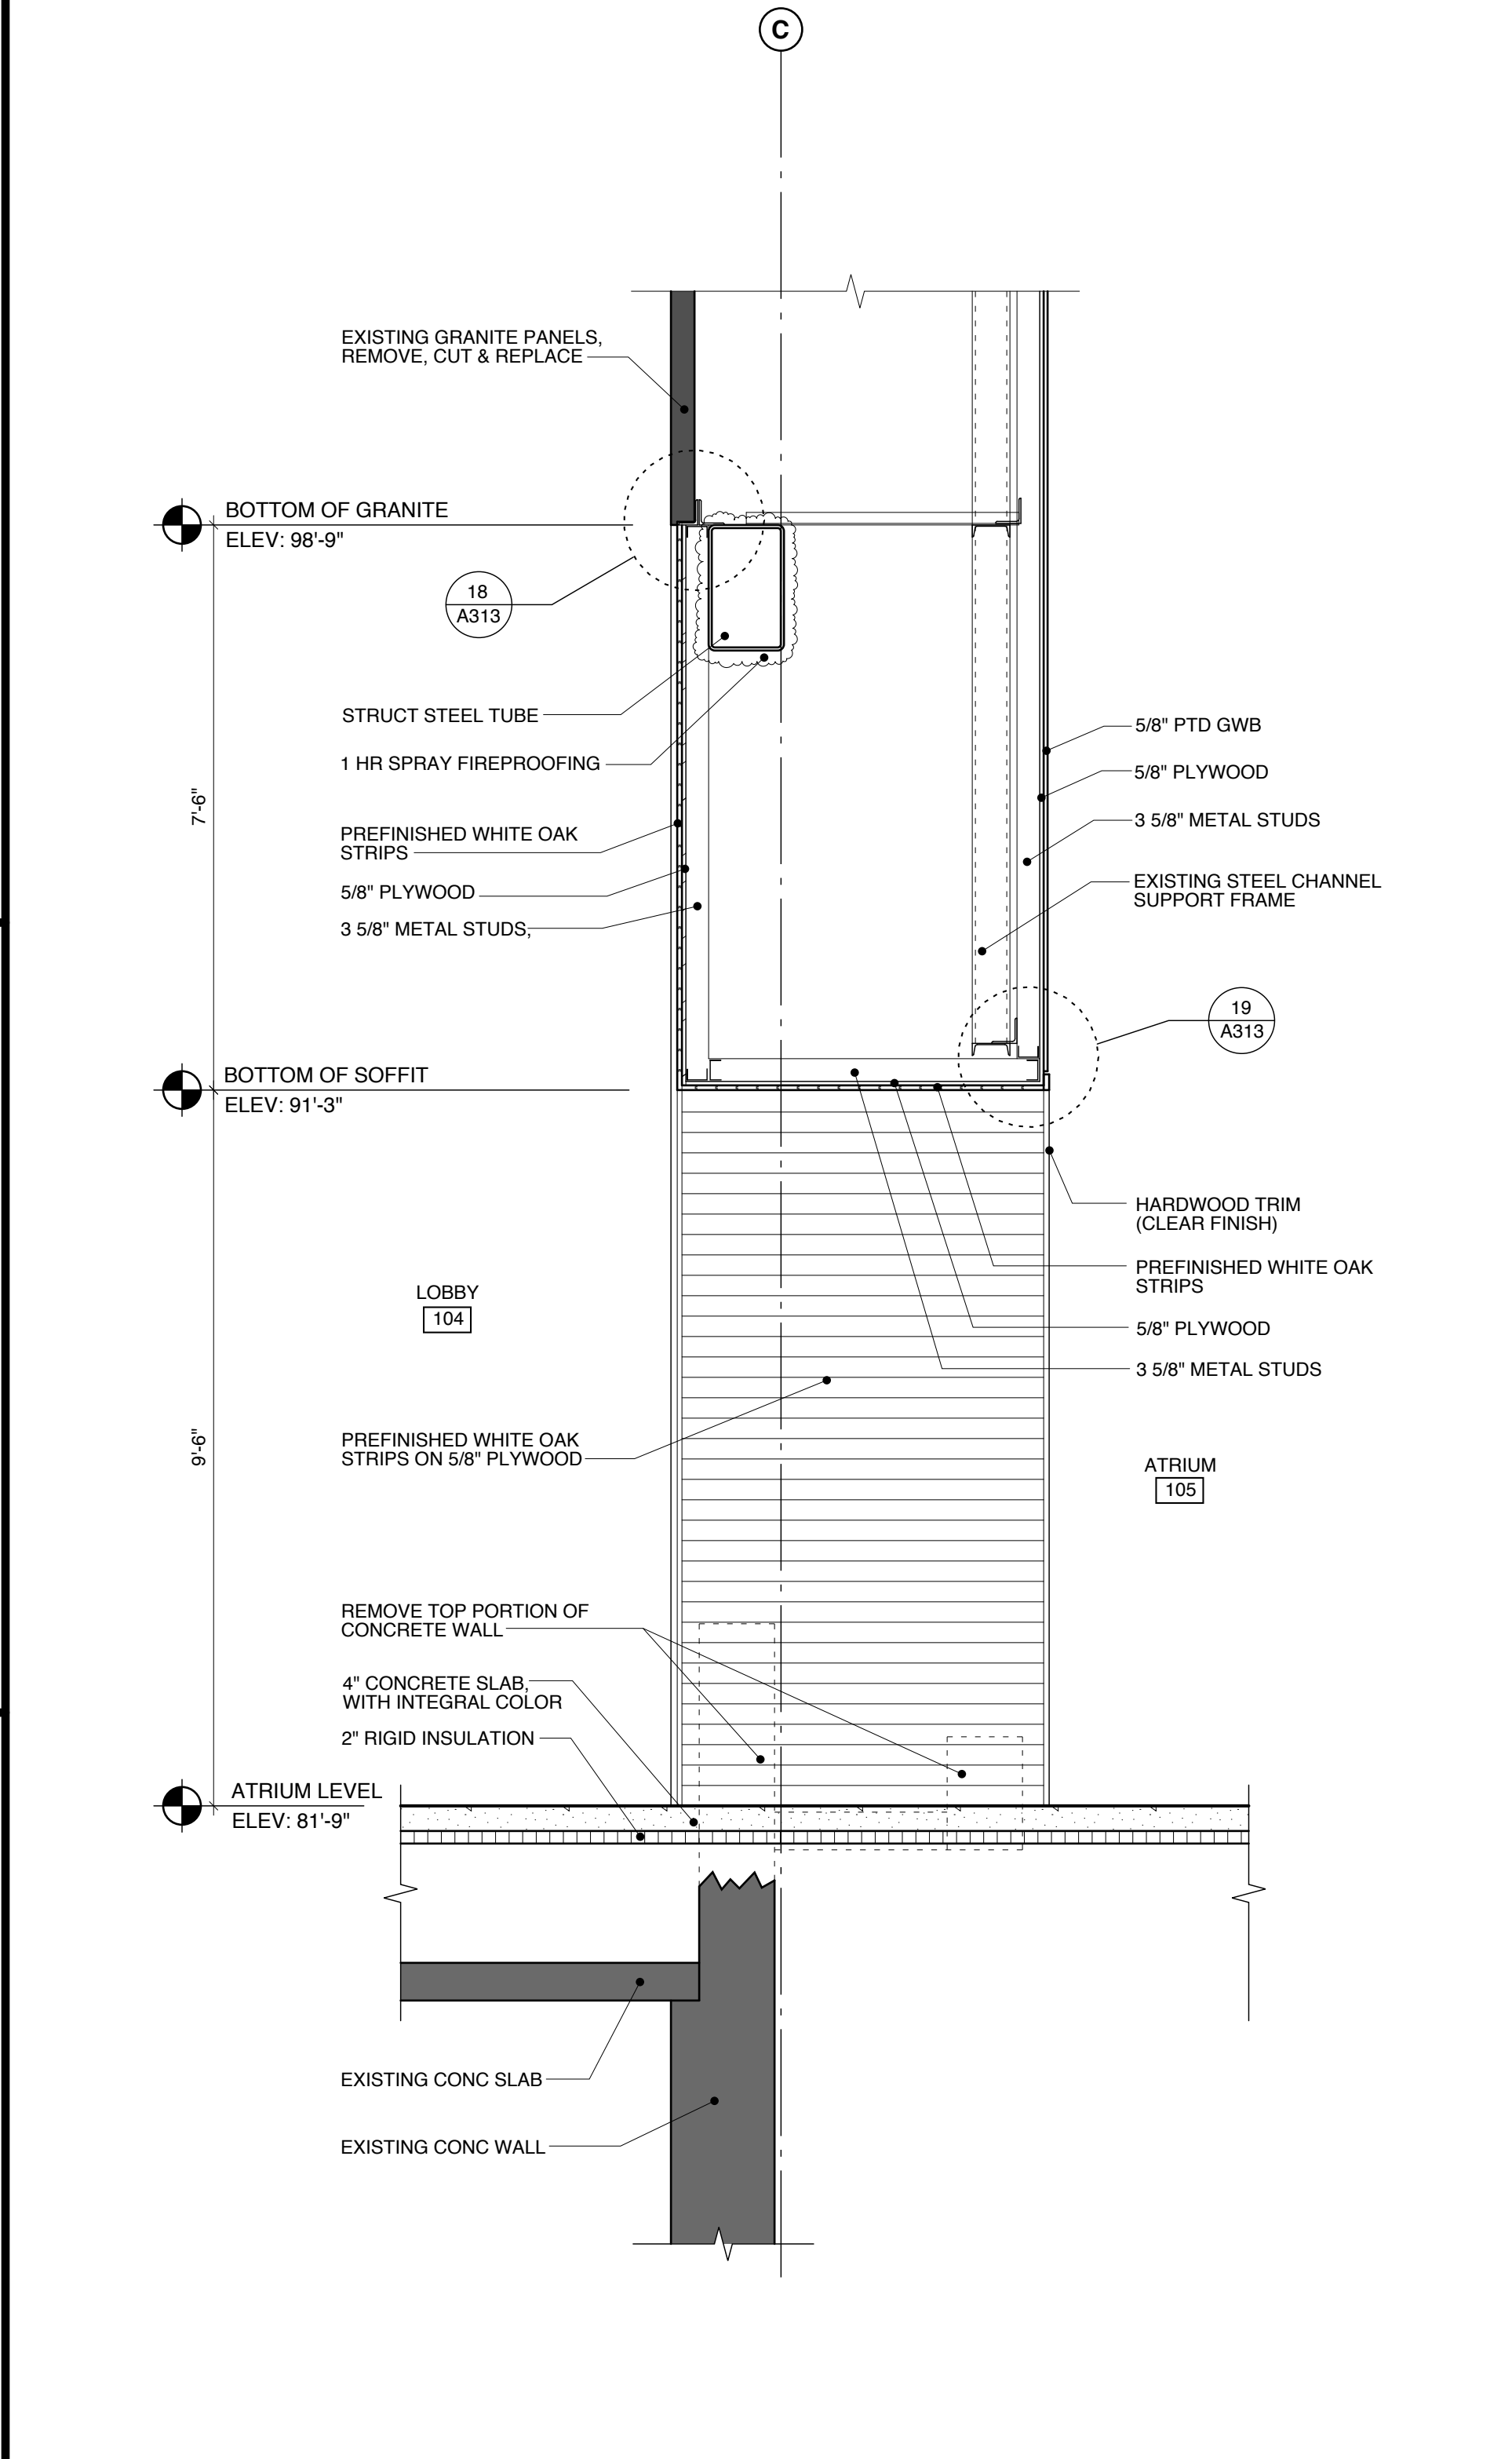 C
EXISTING GRANITE PANELS,
REMOVE, CUT & REPLACE
BOTTOM OF GRANITE
ELEV: 98'-9"
18
A313
STRUCT STEEL TUBE
1 HR SPRAY FIREPROOFING
7'-6"
PREFINISHED WHITE OAK
STRIPS
5/8" PLYWOOD
3 5/8" METAL STUDS,
5/8" PTD GWB
5/8" PLYWOOD
3 5/8" METAL STUDS
EXISTING STEEL CHANNEL
SUPPORT FRAME
19
A313
BOTTOM OF SOFFIT
ELEV: 91'-3"
HARDWOOD TRIM
(CLEAR FINISH)
PREFINISHED WHITE OAK
STRIPS
5/8" PLYWOOD
3 5/8" METAL STUDS
LOBBY
104
9'-6"
PREFINISHED WHITE OAK
STRIPS ON 5/8" PLYWOOD
ATRIUM
105
REMOVE TOP PORTION OF
CONCRETE WALL
4" CONCRETE SLAB,
WITH INTEGRAL COLOR
2" RIGID INSULATION
ATRIUM LEVEL
ELEV: 81'-9"
EXISTING CONC SLAB
EXISTING CONC WALL